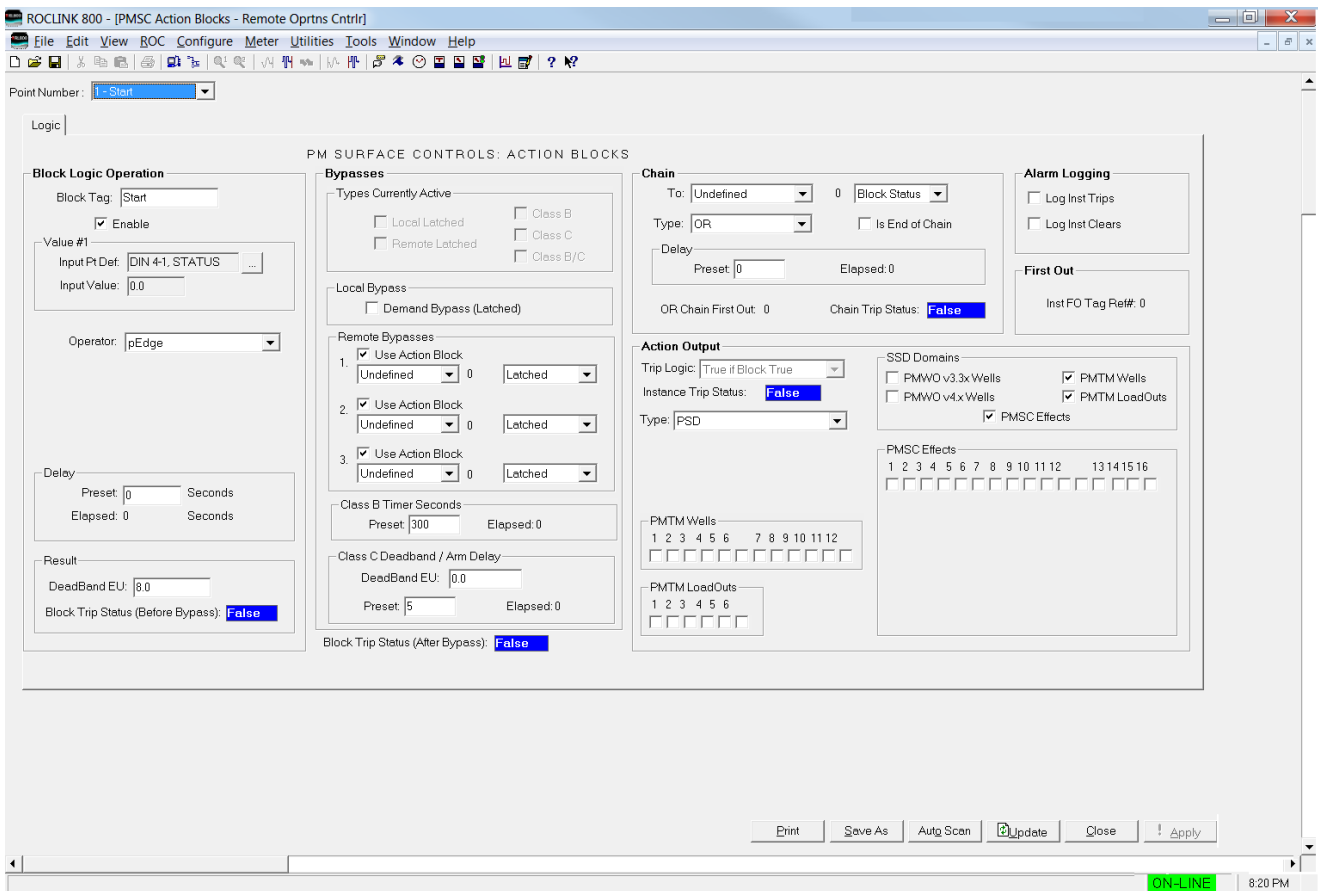 ROCLINK 800 - [PMSC Action Blocks - Remote Oprtns Cntrlr]
File Edit View ROC Configure Meter Utilities Tools Window Help
Point Number : 1 - Start
Logic
PM SURFACE CONTROLS: ACTION BLOCKS
Block Logic Operation
Block Tag: Start
Enable
Value #1
Input Pt Def: DIN 4-1, STATUS ...
Input Value: 0.0
Operator: pEdge
Delay
Preset: 0 Seconds
Elapsed: 0 Seconds
Result
DeadBand EU: 8.0
Block Trip Status (Before Bypass): False
Bypasses
Types Currently Active
Local Latched
Remote Latched
Class B
Class C
Class B/C
Local Bypass
Demand Bypass (Latched)
Remote Bypasses
1. Use Action Block
Undefined 0 Latched
2. Use Action Block
Undefined 0 Latched
3. Use Action Block
Undefined 0 Latched
Class B Timer Seconds
Preset: 300 Elapsed: 0
Class C Deadband / Arm Delay
DeadBand EU: 0.0
Preset: 5 Elapsed: 0
Block Trip Status (After Bypass): False
Chain
To: Undefined 0 Block Status
Type: OR Is End of Chain
Delay
Preset: 0 Elapsed: 0
OR Chain First Out: 0 Chain Trip Status: False
Alarm Logging
Log Inst Trips
Log Inst Clears
First Out
Inst FO Tag Ref#: 0
Action Output
Trip Logic: True if Block True
Instance Trip Status: False
Type: PSD
SSD Domains
PMWO v3.3x Wells PMTM Wells
PMWO v4.x Wells PMTM LoadOuts
PMSC Effects
PMSC Effects
1 2 3 4 5 6 7 8 9 10 11 12 13 14 15 16
PMTM Wells
1 2 3 4 5 6 7 8 9 10 11 12
PMTM LoadOuts
1 2 3 4 5 6
Print Save As Auto Scan Update Close ! Apply
ON-LINE 8:20 PM